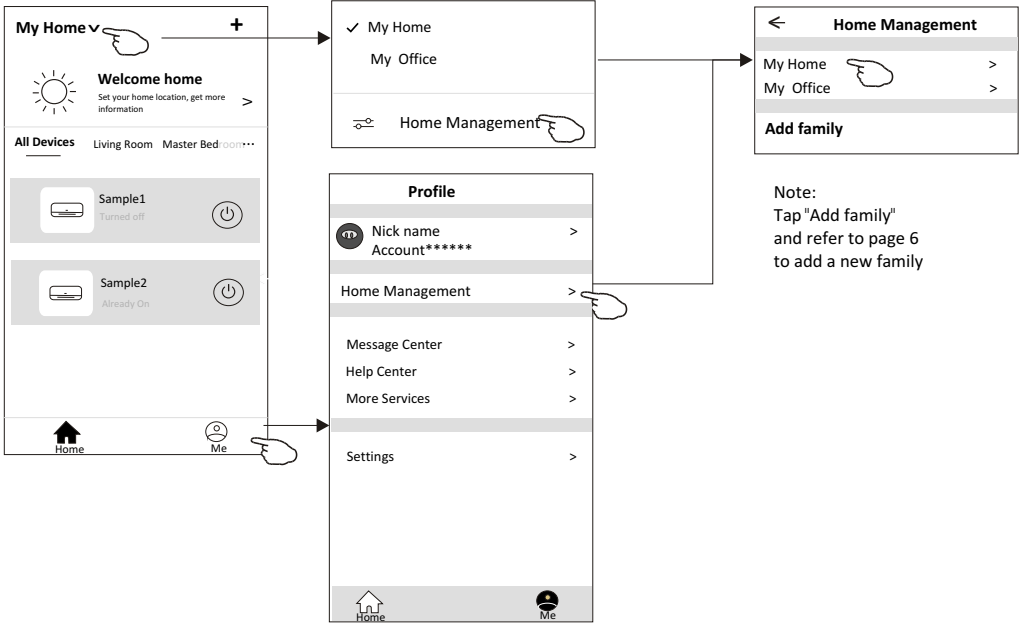 My Home
+
Welcome home
Set your home location, get more
information
>
All Devices Living Room Master Bedroom ...
Sample1
Turned off
Sample2
Already On
Home
Me
✓ My Home
My Office
Home Management
Profile
Nick name >
Account******
Home Management >
Message Center >
Help Center >
More Services >
Settings >
Home
Me
← Home Management
My Home >
My Office >
Add family
Note:
Tap "Add family"
and refer to page 6
to add a new family